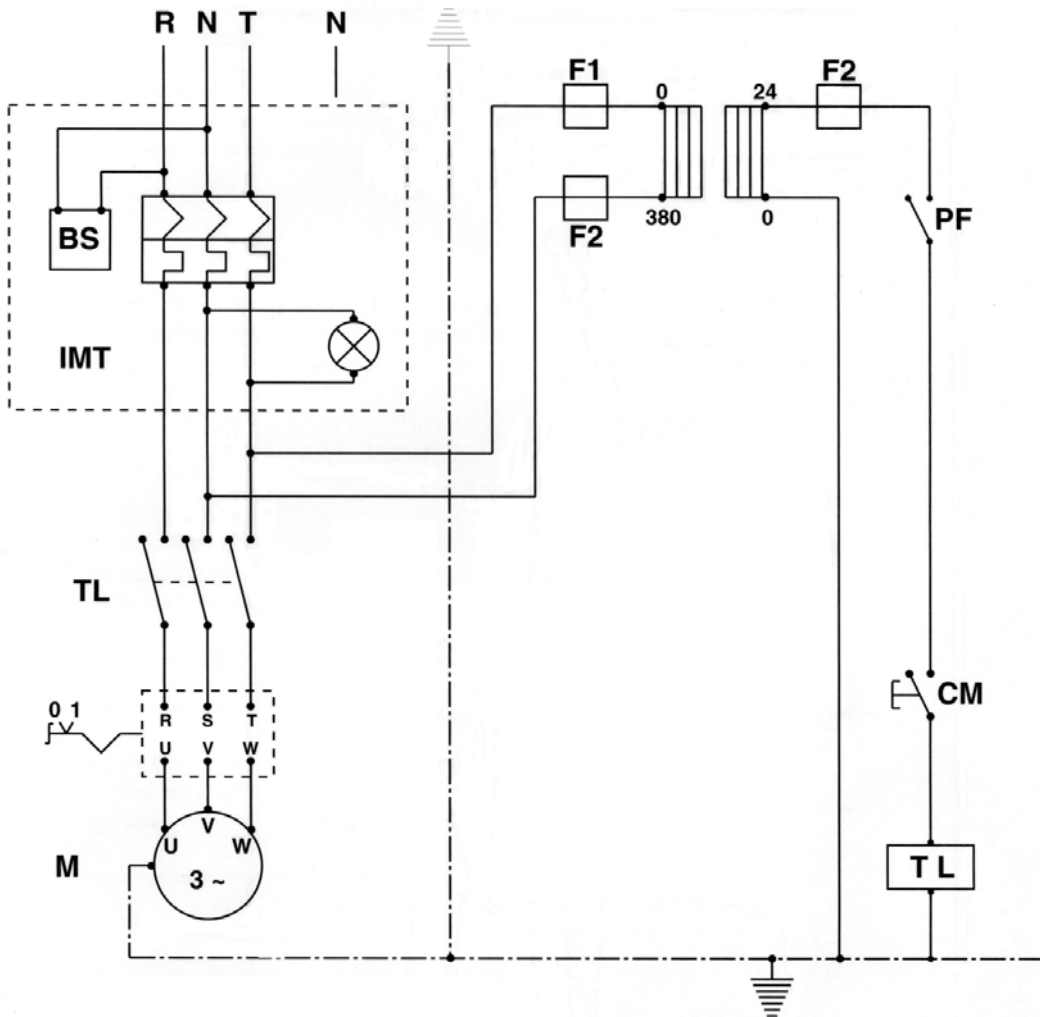 R N T N
F1 F2
0 24
BS
PF
380 0
F2
IMT
TL
CM
0 1
R S T
U V W
V
U W
M
3 ~
T L